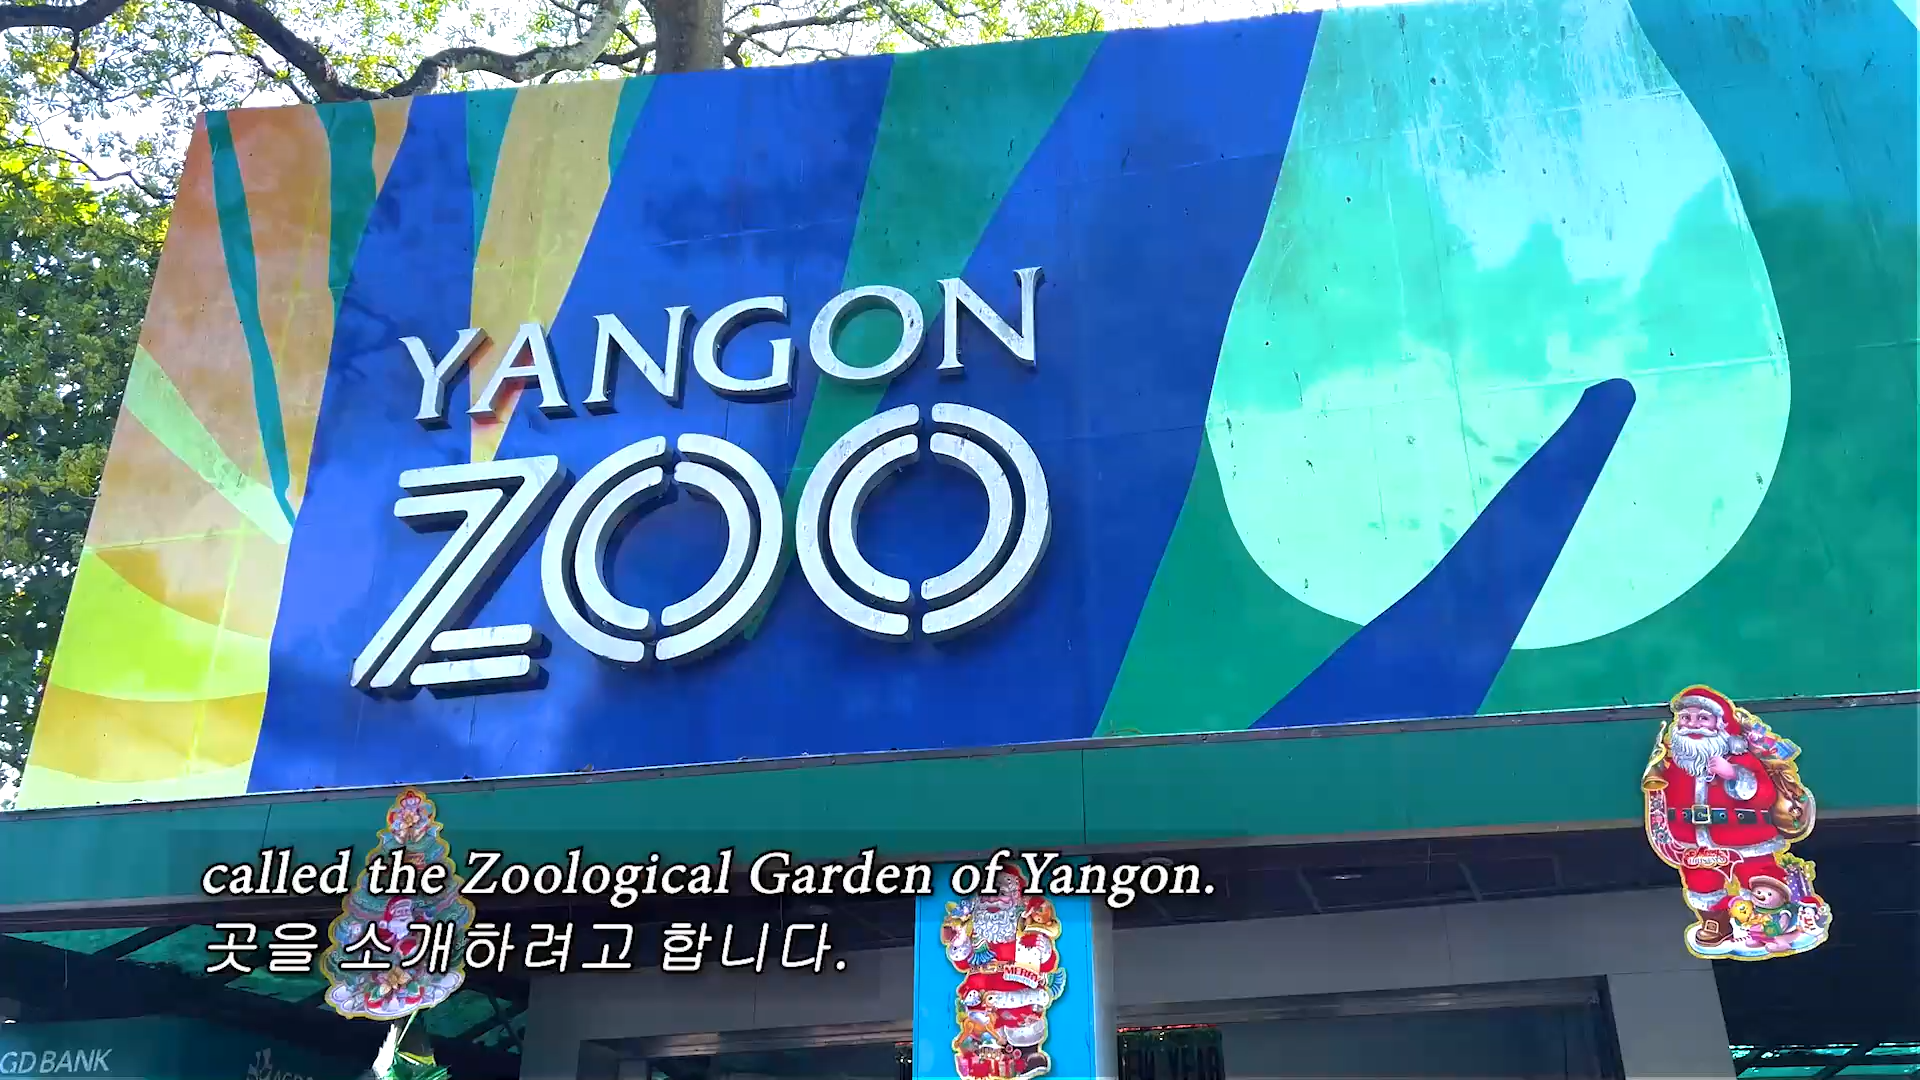 YANGON
ZOO
called the Zoological Garden of Yangon.
곳을 소개하려고 합니다.
MERRY
GD BANK